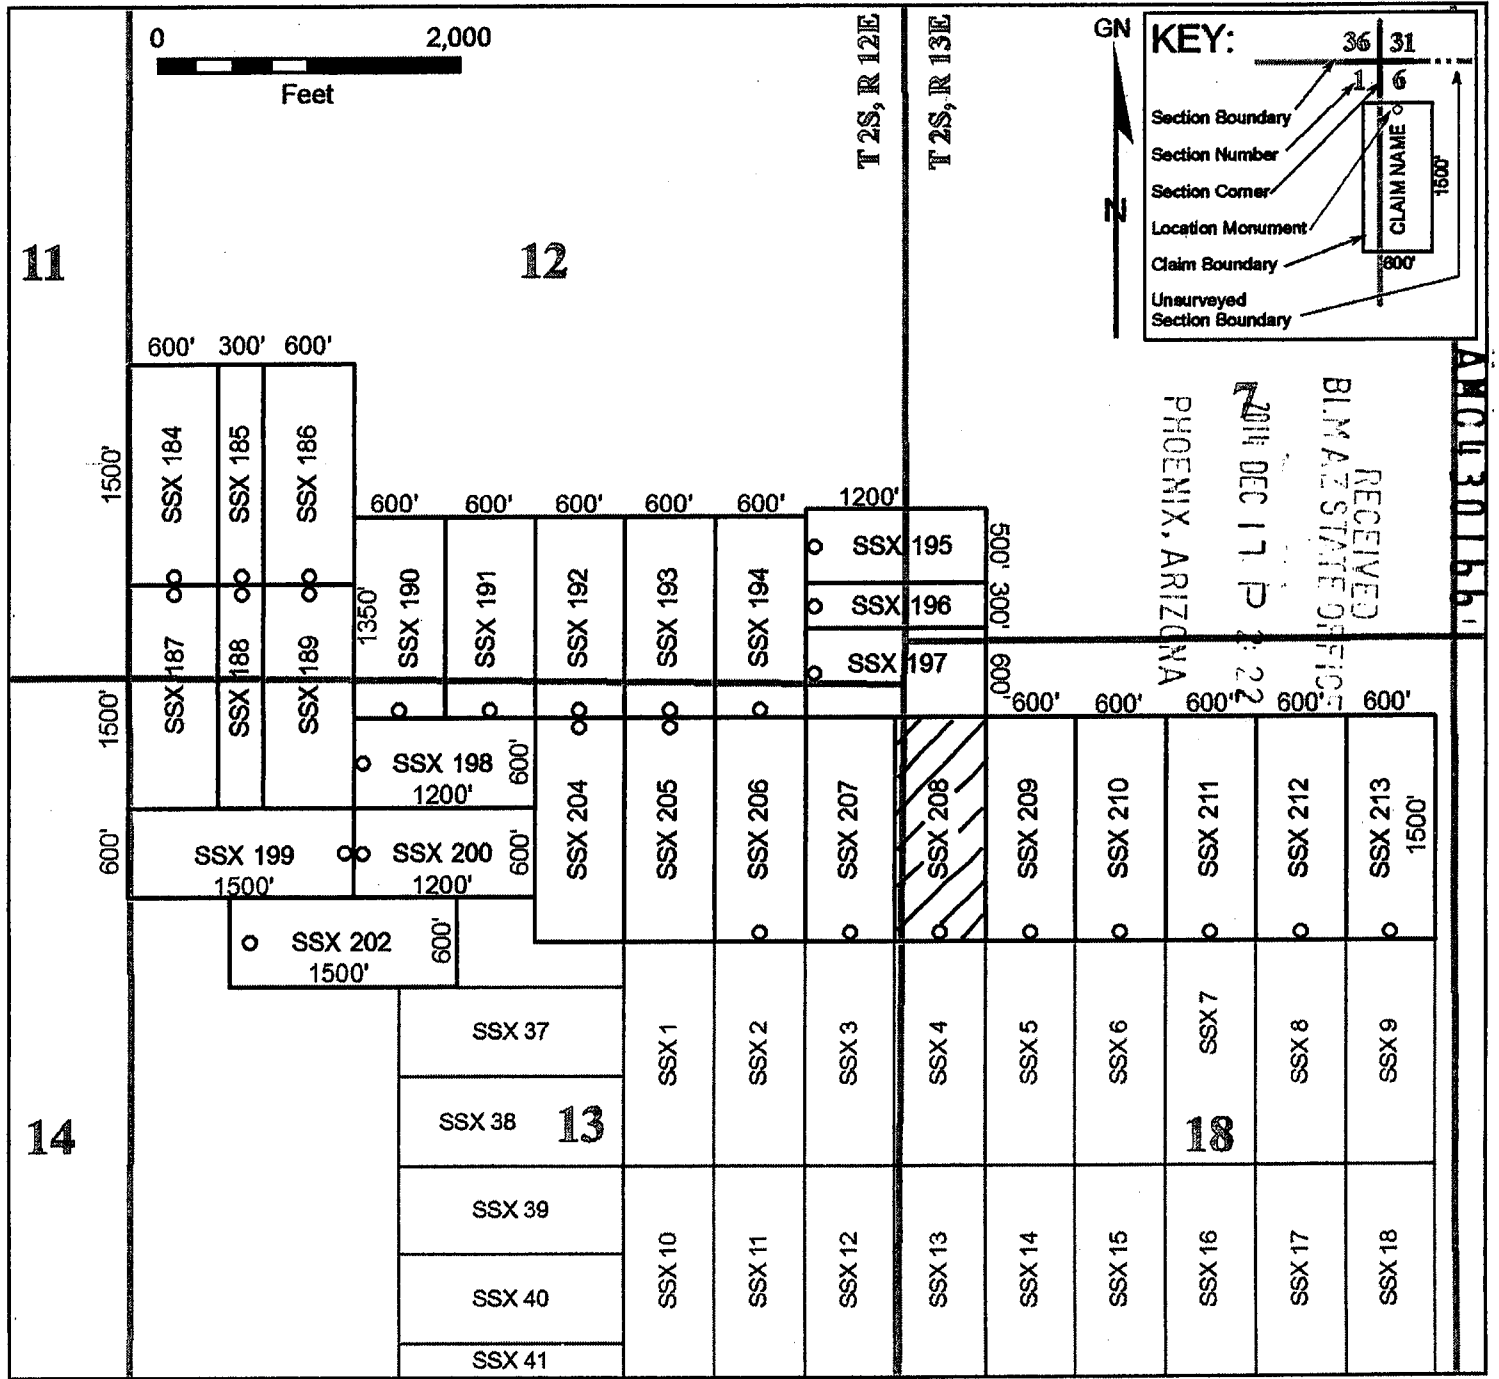 0 2,000
Feet
T 2S, R 12E
T 2S, R 13E
GN
N
KEY:
36 31
1 6
Section Boundary
Section Number
Section Corner
Location Monument
Claim Boundary
Unsurveyed
Section Boundary
CLAIM NAME
1500'
600'
11
12
7
RECEIVED
BLM AZ STATE OFFICE
2014 DEC 17 P 2:22
PHOENIX, ARIZONA
600' 300' 600'
1500'
SSX 184
SSX 185
SSX 186
600' 600' 600' 600' 600' 1200'
1350'
SSX 187
SSX 188
SSX 189
SSX 190
SSX 191
SSX 192
SSX 193
SSX 194
SSX 195
500'
SSX 196
300'
SSX 197
600'
1500'
600' 600' 600' 600' 600'
SSX 198
1200'
600'
SSX 199
1500'
600'
SSX 200
1200'
600'
SSX 202
1500'
600'
SSX 204
SSX 205
SSX 206
SSX 207
SSX 208
SSX 209
SSX 210
SSX 211
SSX 212
SSX 213
1500'
SSX 37
SSX 38
SSX 39
SSX 40
SSX 41
14
13
18
SSX 1
SSX 2
SSX 3
SSX 4
SSX 5
SSX 6
SSX 7
SSX 8
SSX 9
SSX 10
SSX 11
SSX 12
SSX 13
SSX 14
SSX 15
SSX 16
SSX 17
SSX 18